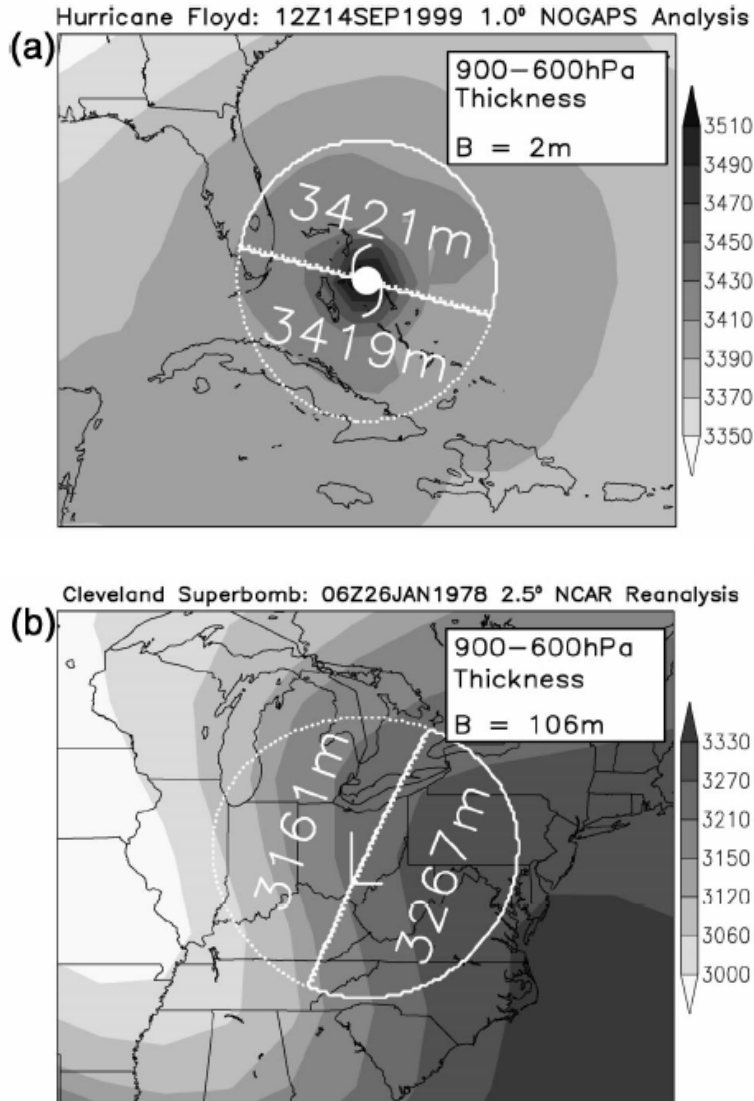 Hurricane Floyd: 12Z14SEP1999 1.0° NOGAPS Analysis
(a)
900-600hPa
Thickness
B = 2m
3421m
3419m
3510
3490
3470
3450
3430
3410
3390
3370
3350
Cleveland Superbomb: 06Z26JAN1978 2.5° NCAR Reanalysis
(b)
900-600hPa
Thickness
B = 106m
3161m
L
3267m
3330
3270
3210
3150
3120
3060
3000